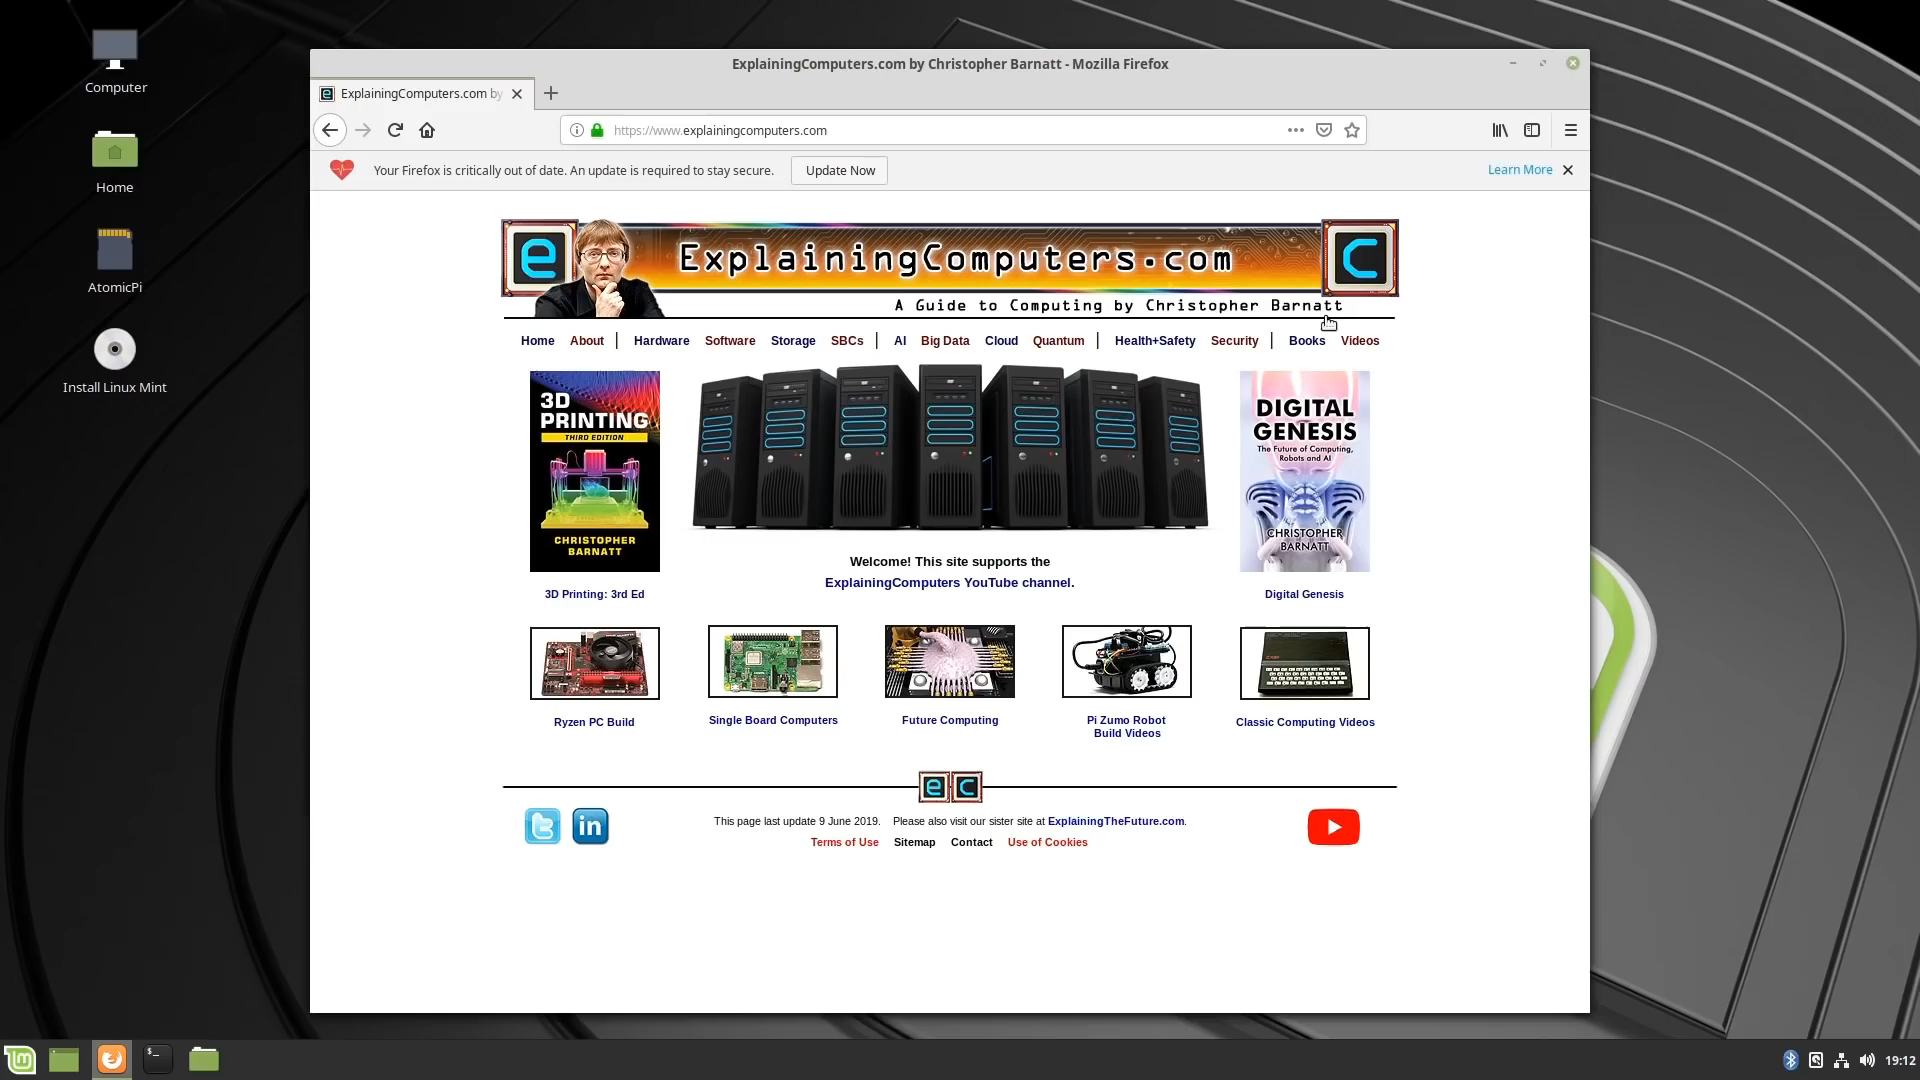 Computer
Home
AtomicPi
Install Linux Mint
ExplainingComputers.com by Christopher Barnatt - Mozilla Firefox
ExplainingComputers.com by
https://www.explainingcomputers.com
Your Firefox is critically out of date. An update is required to stay secure.
Update Now
Learn More
e
ExplainingComputers.com
c
A Guide to Computing by Christopher Barnatt
Home About | Hardware Software Storage SBCs | AI Big Data Cloud Quantum | Health+Safety Security | Books Videos
3D
PRINTING
THIRD EDITION
CHRISTOPHER
BARNATT
3D Printing: 3rd Ed
Welcome! This site supports the
ExplainingComputers YouTube channel.
DIGITAL
GENESIS
The Future of Computing,
Robots and AI
CHRISTOPHER
BARNATT
Digital Genesis
Ryzen PC Build
Single Board Computers
Future Computing
Pi Zumo Robot
Build Videos
Classic Computing Videos
e c
in
This page last update 9 June 2019. Please also visit our sister site at ExplainingTheFuture.com.
Terms of Use Sitemap Contact Use of Cookies
19:12